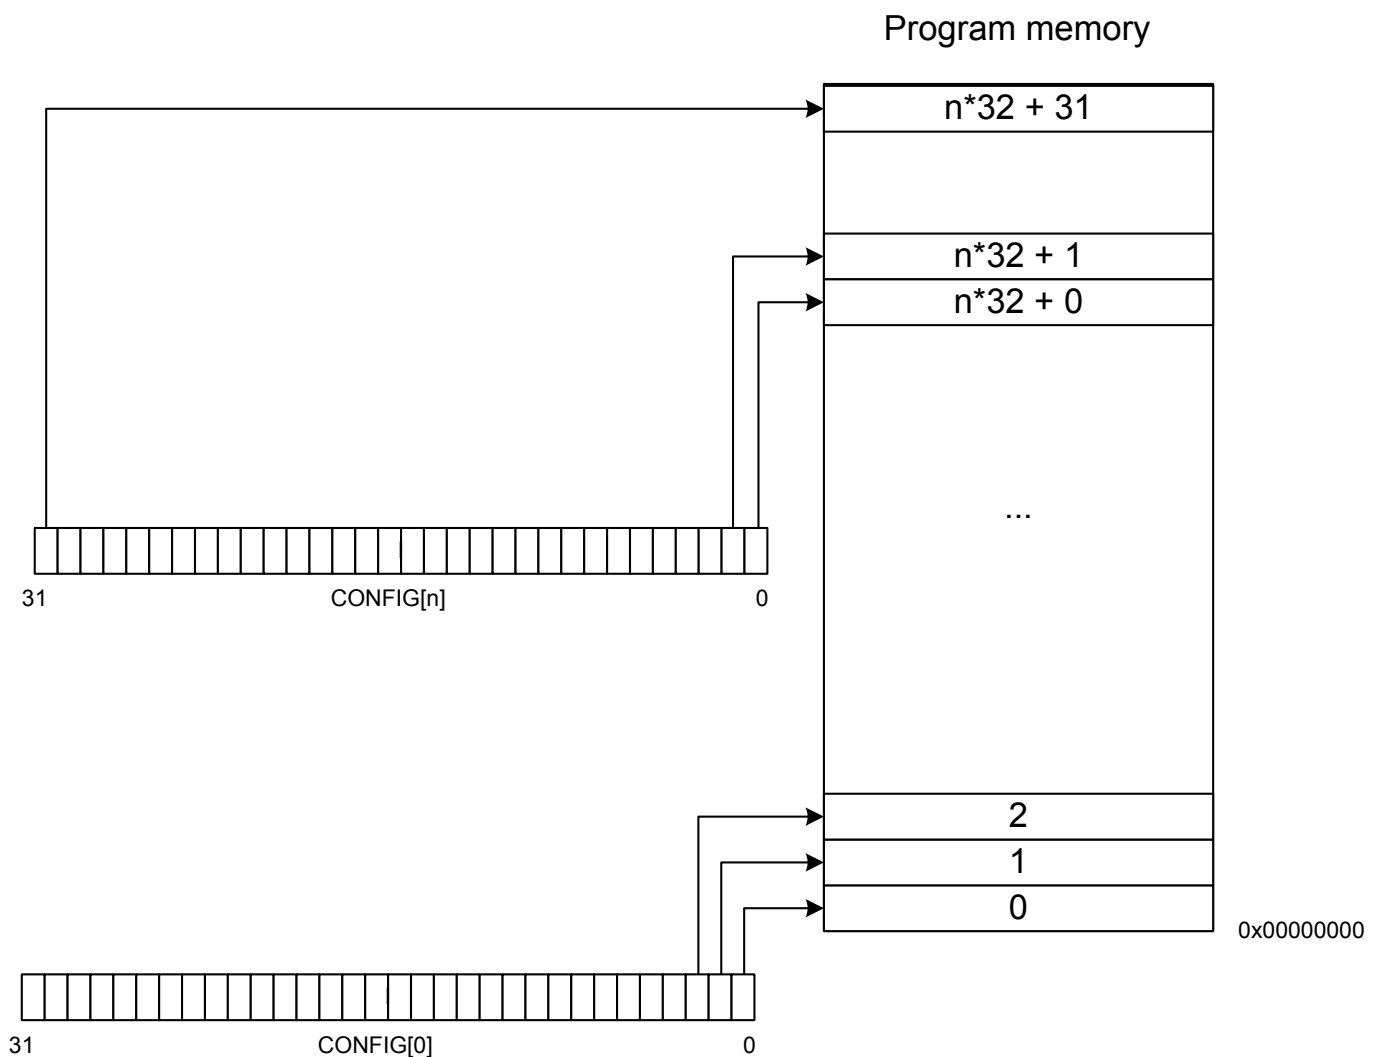 Program memory
n*32 + 31
n*32 + 1
n*32 + 0
...
31 CONFIG[n] 0
2
1
0
0x00000000
31 CONFIG[0] 0